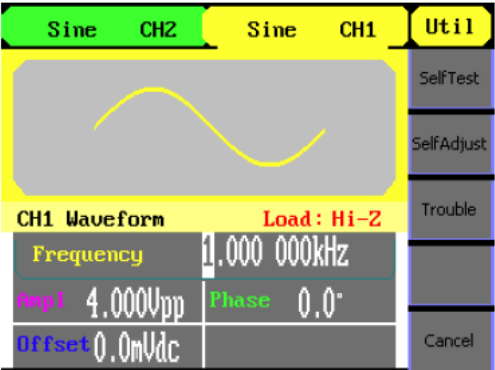 Sine CH2 Sine CH1 Util
SelfTest
SelfAdjust
Trouble
Cancel
CH1 Waveform Load: Hi-Z
Frequency 1.000 000kHz
Ampl 4.000Vpp Phase 0.0°
Offset 0.0mVdc